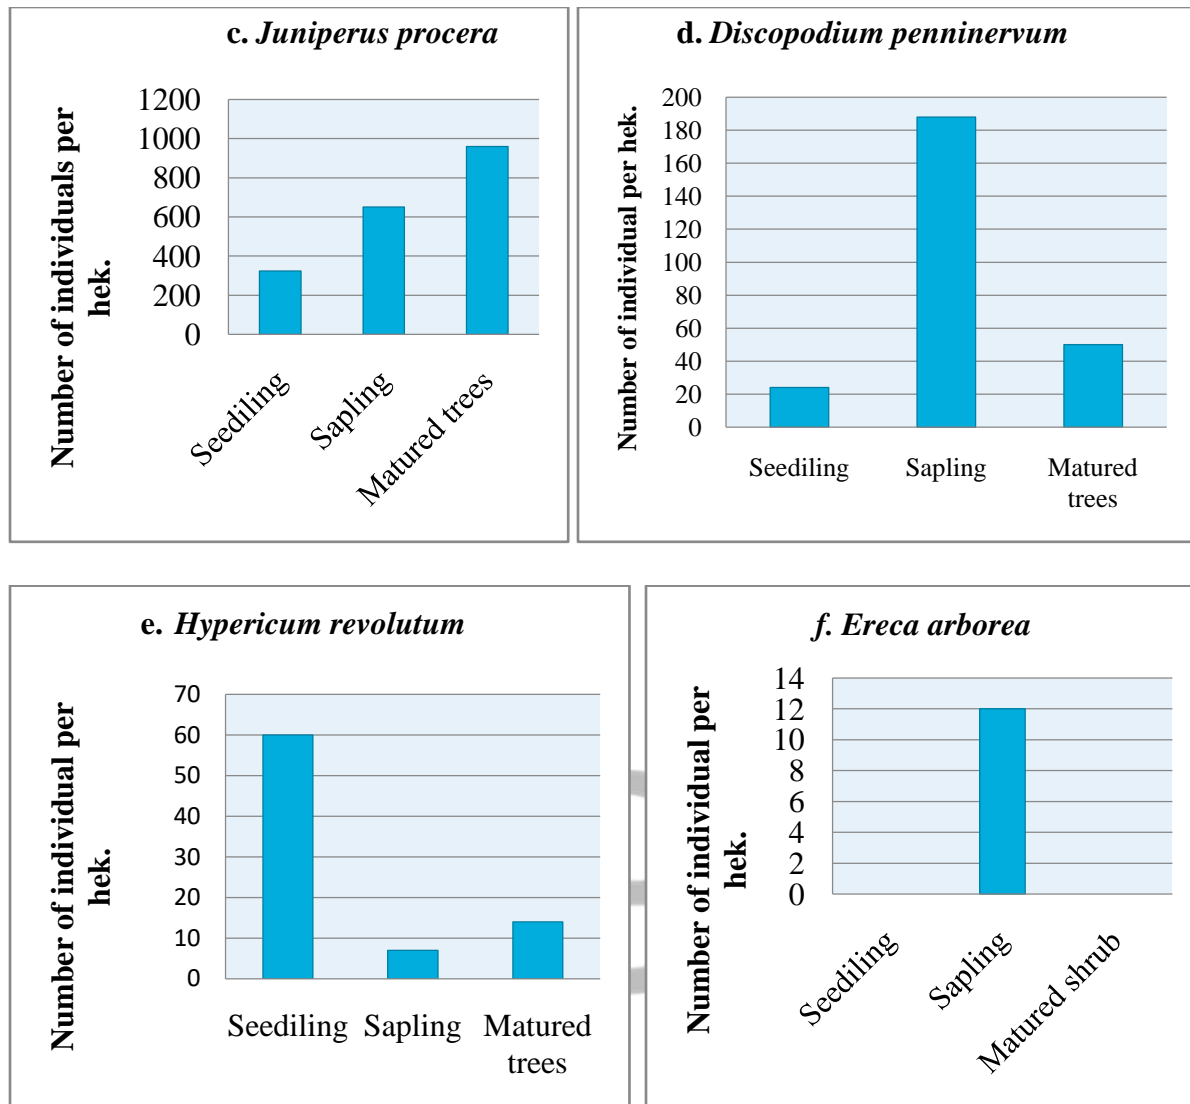 c. Juniperus procera
Number of individuals per
hek.
1200
1000
800
600
400
200
0
Seediling
Sapling
Matured trees
d. Discopodium penninervum
Number of individual per hek.
200
180
160
140
120
100
80
60
40
20
0
Seediling Sapling Matured
trees
e. Hypericum revolutum
Number of individual per
hek.
70
60
50
40
30
20
10
0
Seediling Sapling Matured
trees
f. Ereca arborea
Number of individual per
hek.
14
12
10
8
6
4
2
0
Seediling
Sapling
Matured shrub